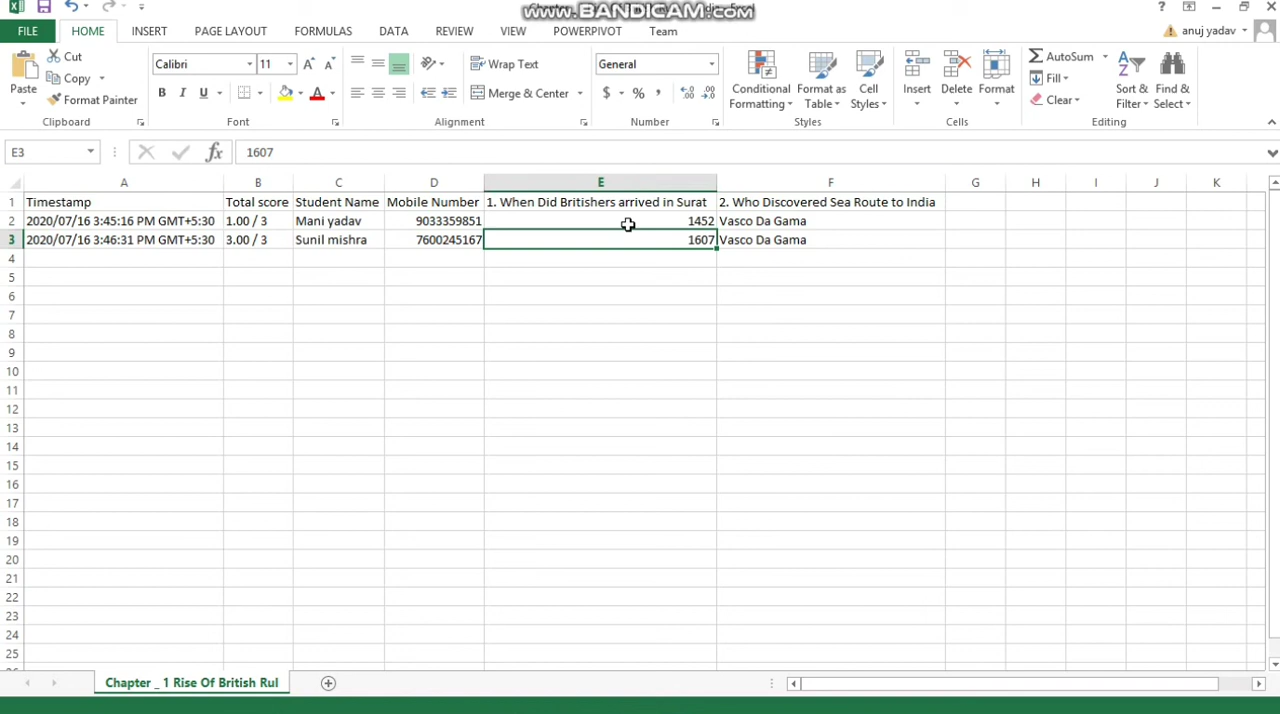 www.BANDICAM.com
anuj yadav
FILE HOME INSERT PAGE LAYOUT FORMULAS DATA REVIEW VIEW POWERPIVOT Team
Paste
Cut
Copy
Format Painter
Clipboard
Calibri 11
B I U
Font
Wrap Text
Merge & Center
Alignment
General
$ % ,
Number
Conditional Formatting
Format as Table
Cell Styles
Styles
Insert
Delete
Format
Cells
AutoSum
Fill
Clear
Sort & Filter
Find & Select
Editing
E3 fx 1607
A B C D E F G H I J K
1 Timestamp Total score Student Name Mobile Number 1. When Did Britishers arrived in Surat 2. Who Discovered Sea Route to India
2 2020/07/16 3:45:16 PM GMT+5:30 1.00 / 3 Mani yadav 9033359851 1452 Vasco Da Gama
3 2020/07/16 3:46:31 PM GMT+5:30 3.00 / 3 Sunil mishra 7600245167 1607 Vasco Da Gama
4
5
6
7
8
9
10
11
12
13
14
15
16
17
18
19
20
21
22
23
24
25
Chapter _ 1 Rise Of British Rul